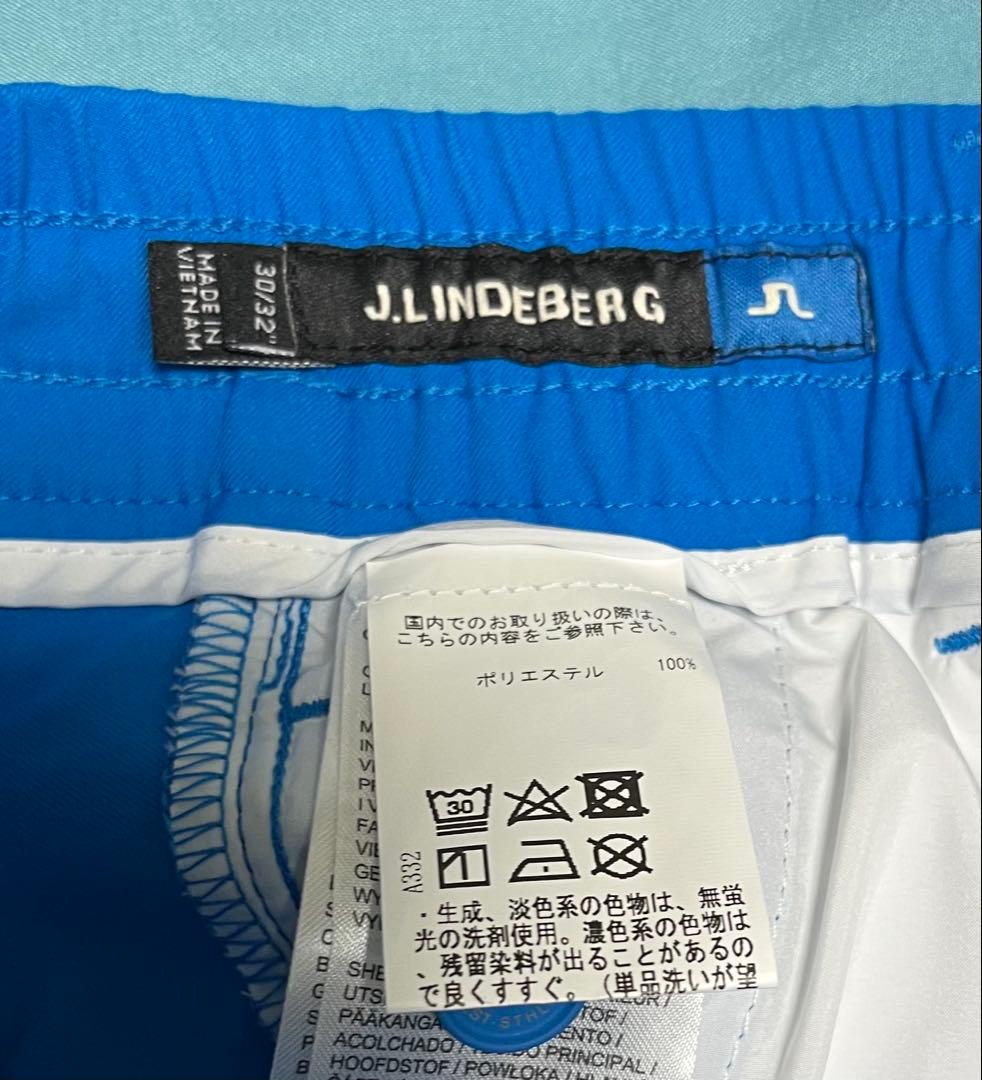 MADE IN
VIETNAM
30/32"
J.LINDEBERG
国内でのお取り扱いの際は、
こちらの内容をご参照下さい。
ポリエステル 100%
30
A332
・生成、淡色系の色物は、無蛍
光の洗剤使用。濃色系の色物は
、残留染料が出ることがあるの
で良くすすぐ。（単品洗いが望
PÄÄKANGA
ACOLCHADO / PRINCIPAL /
HOOFDSTOF / POWŁOKA /